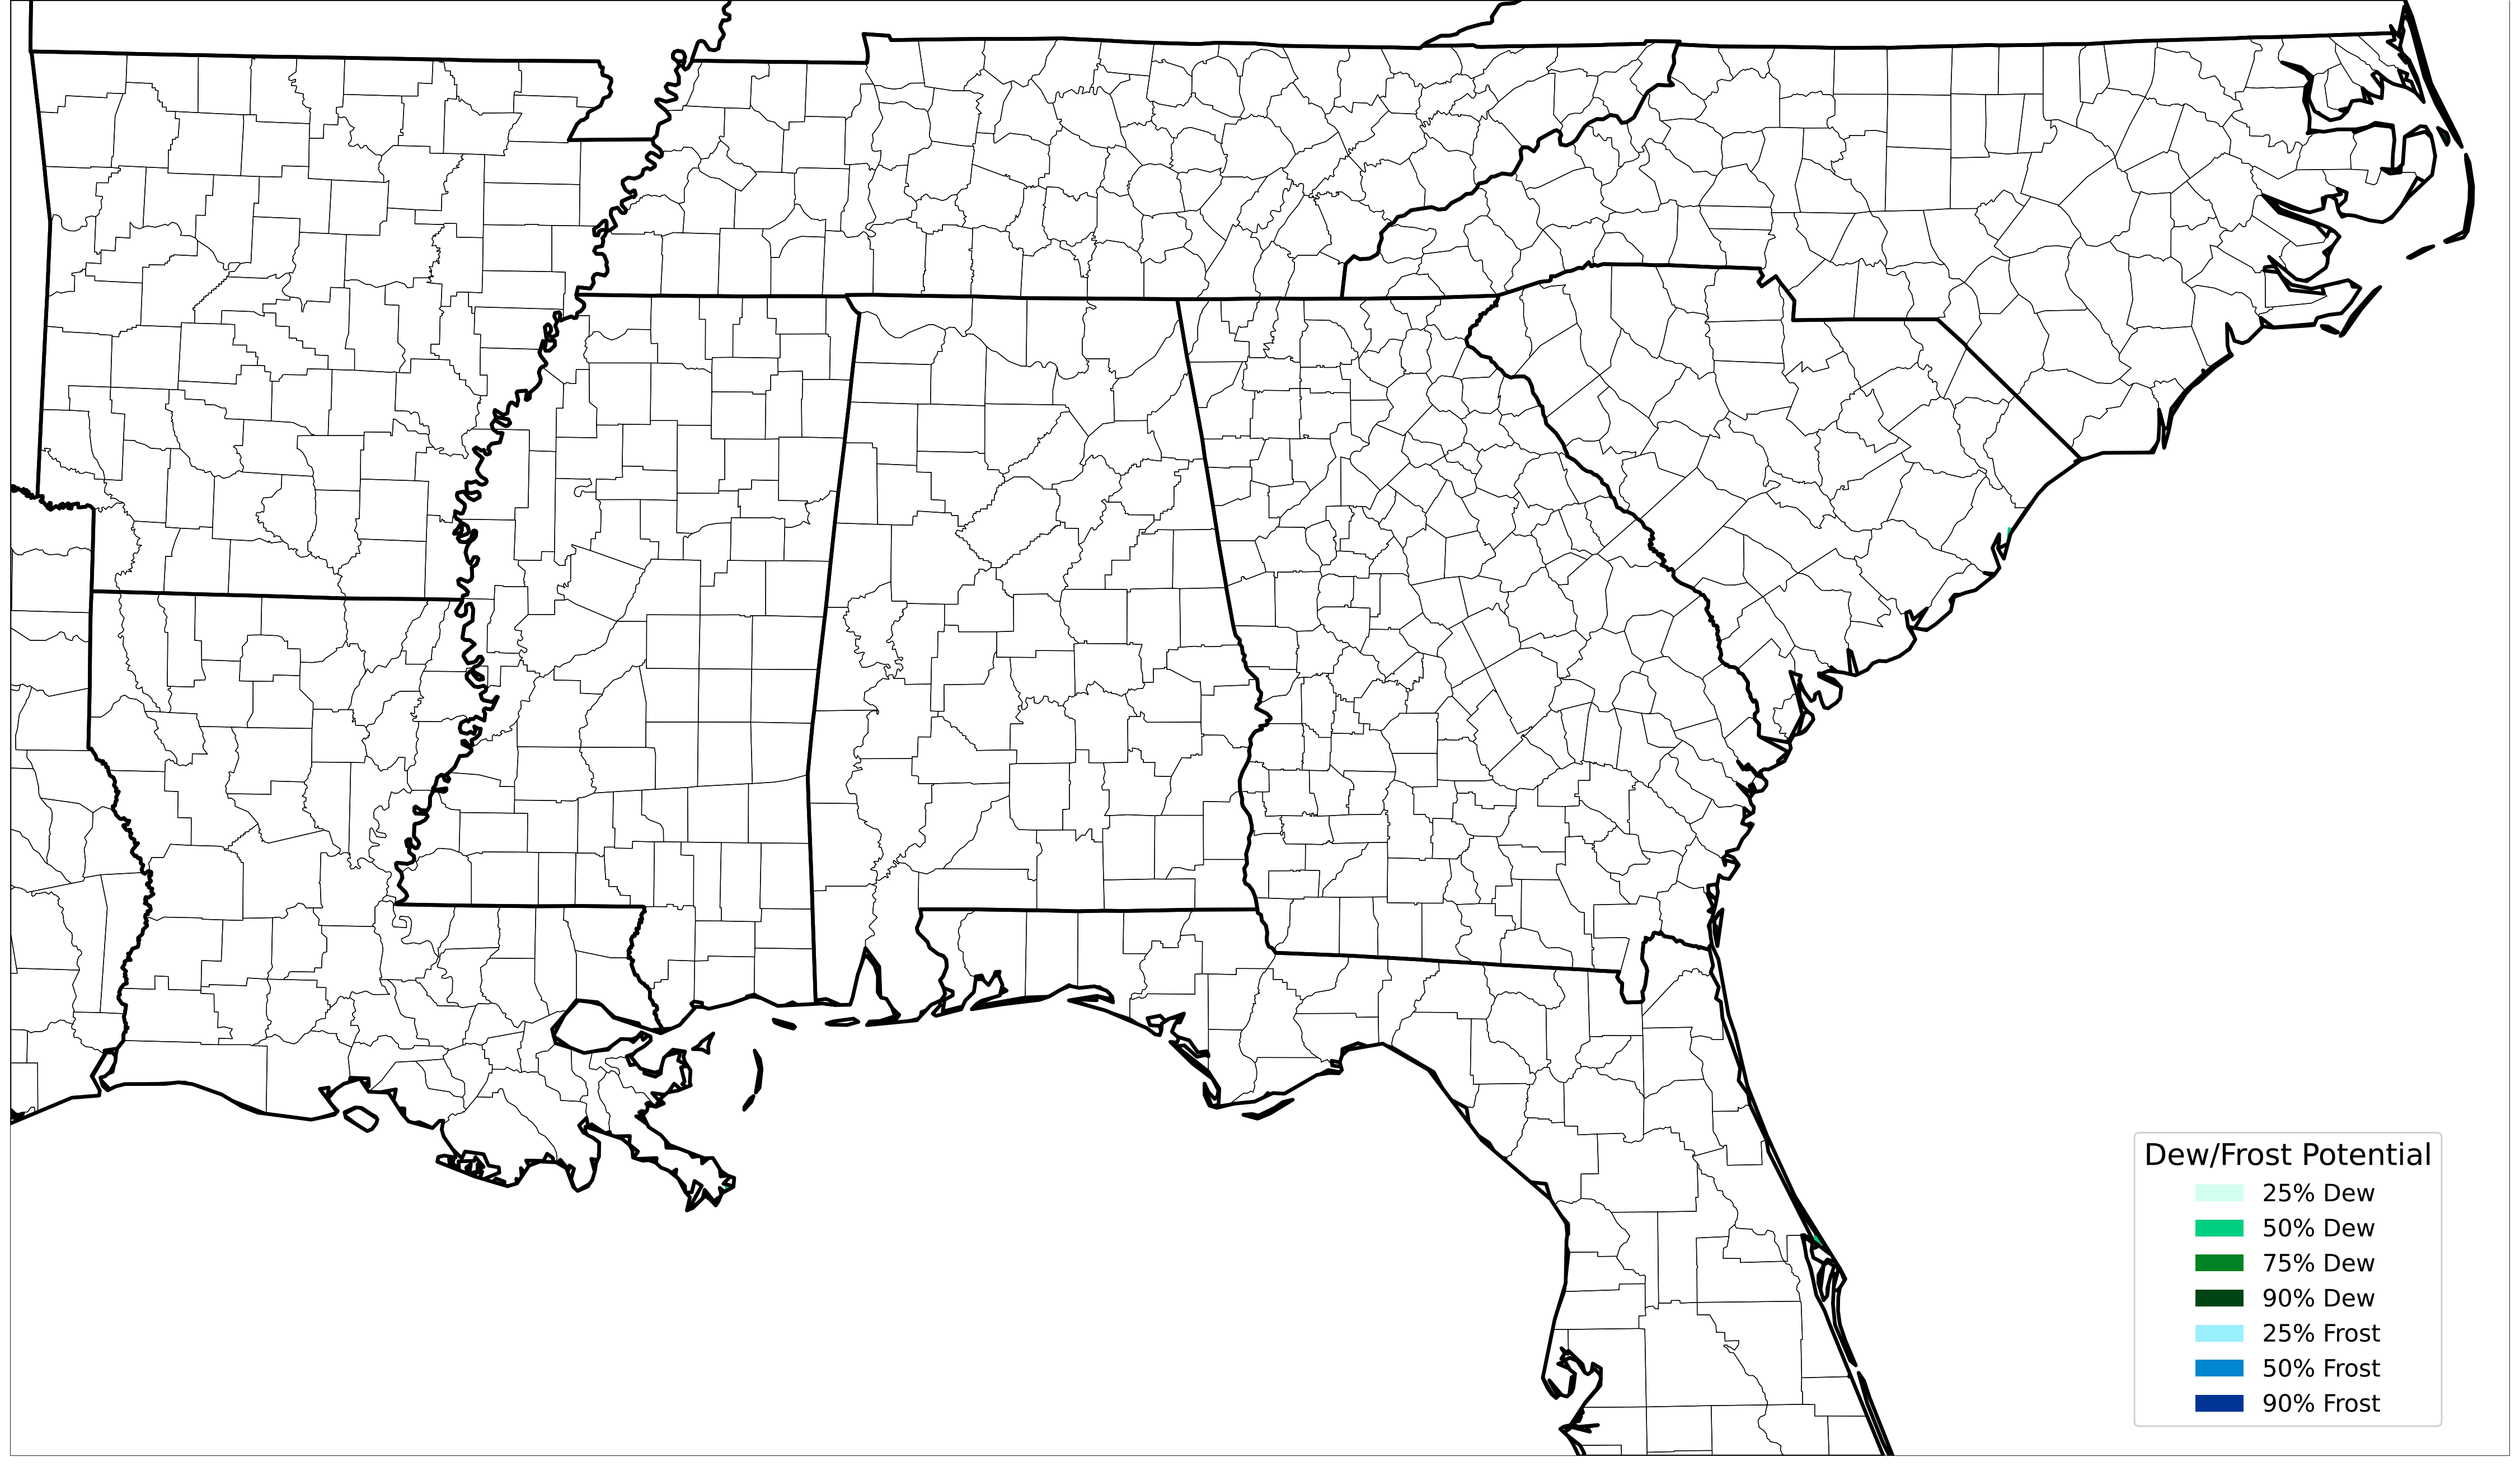 Dew/Frost Potential
25% Dew
50% Dew
75% Dew
90% Dew
25% Frost
50% Frost
90% Frost